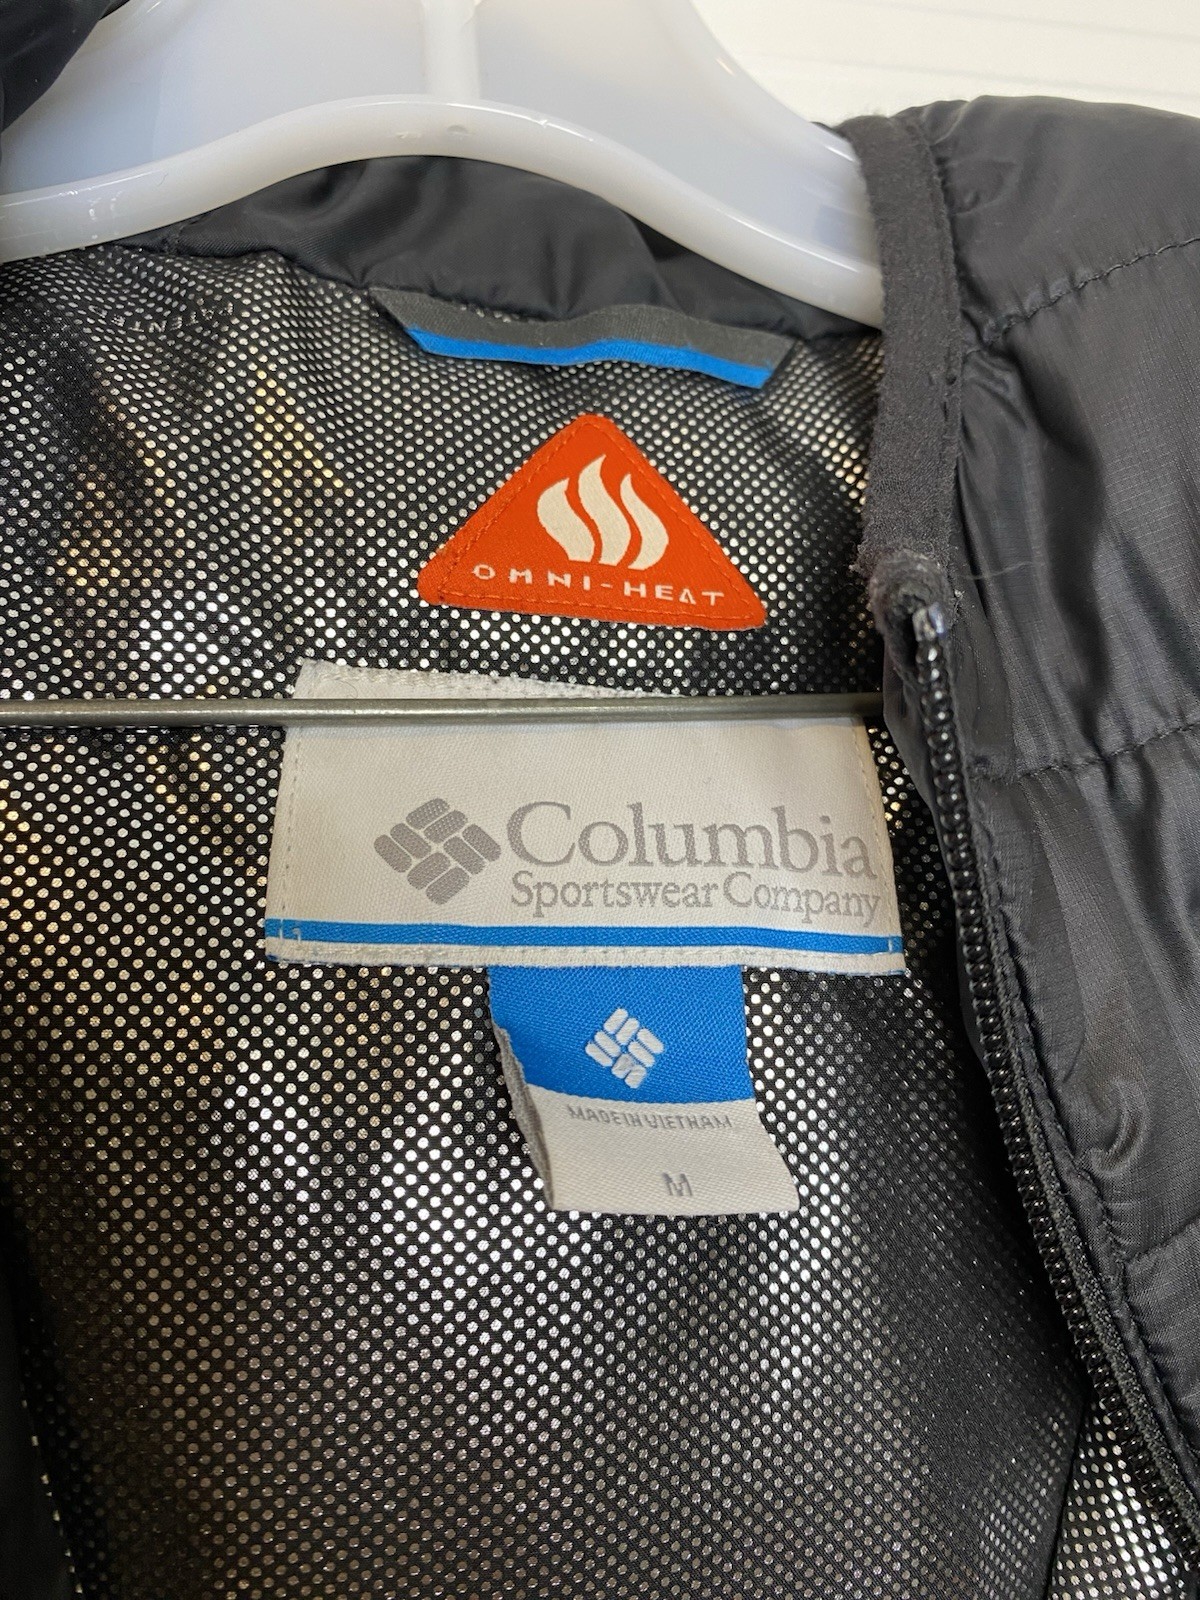 OMNI-HEAT
Columbia
Sportswear Company
MADE IN VIETNAM
M